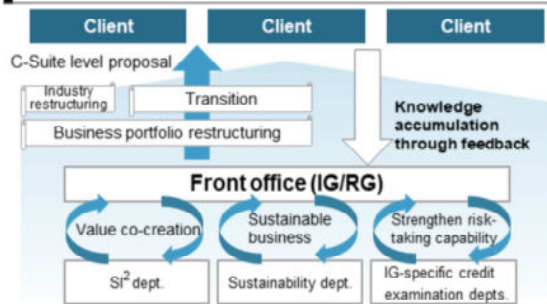 Client
Client
Client
C-Suite level proposal
Industry
restructuring
Transition
Business portfolio restructuring
Knowledge
accumulation
through feedback
Front office (IG/RG)
Value co-creation
Sustainable
business
Strengthen risk-
taking capability
SI² dept.
Sustainability dept.
IG-specific credit
examination depts.